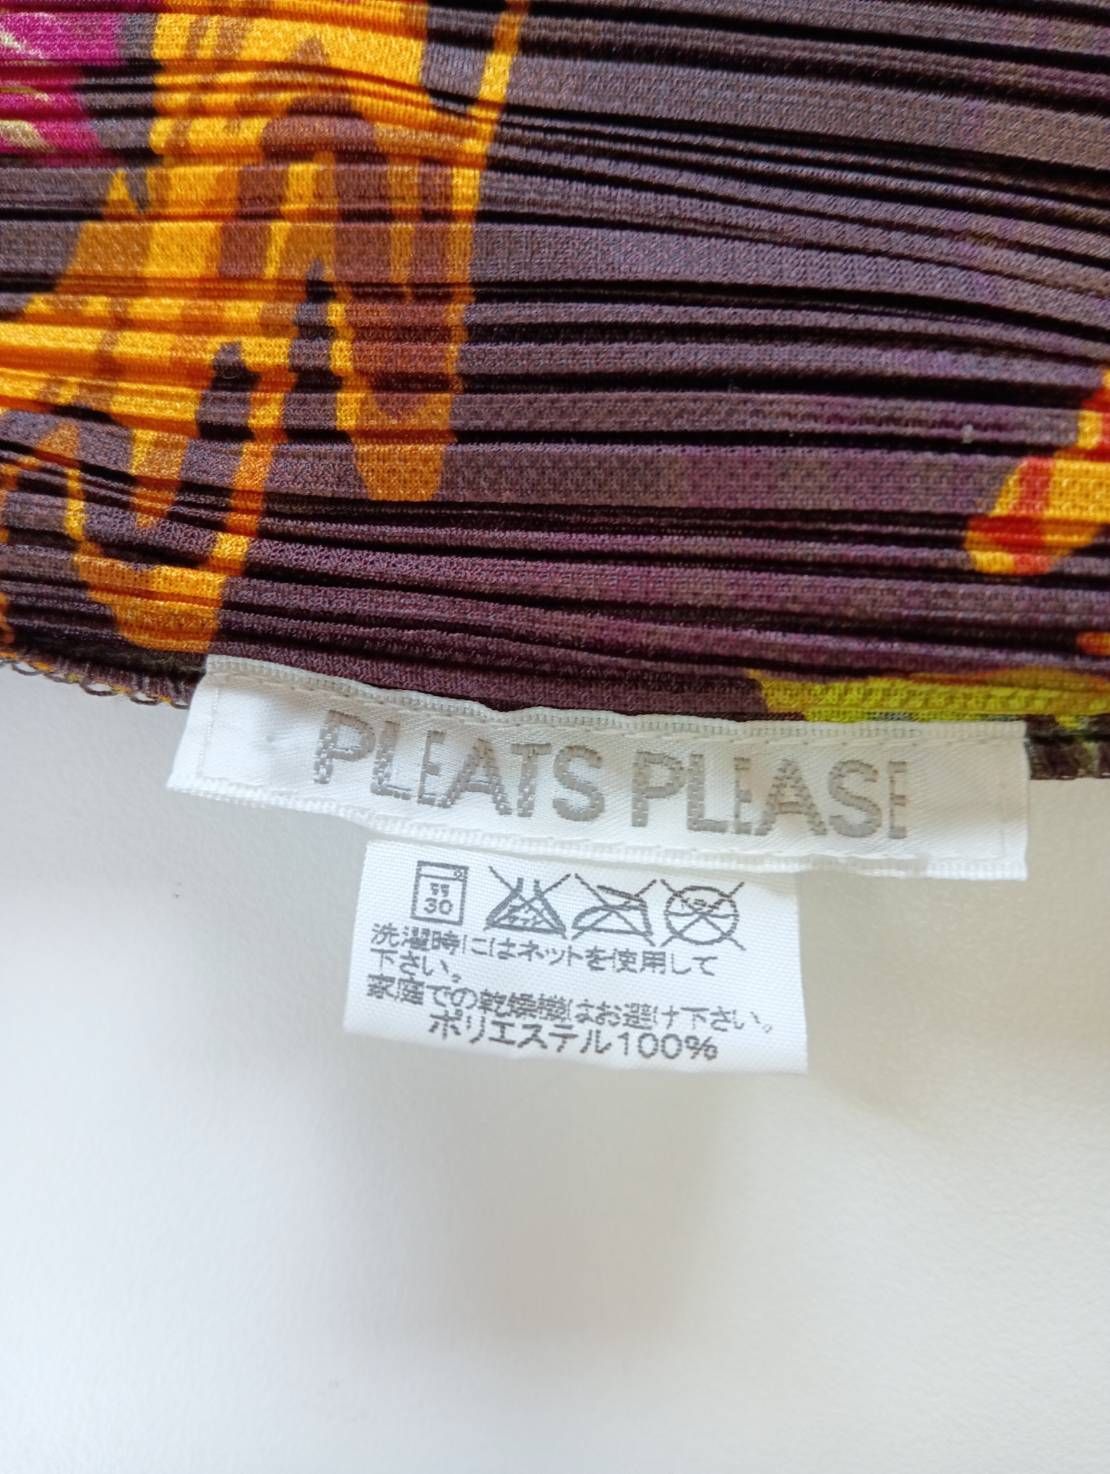 PLEATS PLEASE
弱 30
洗濯時にはネットを使用して
下さい。
家庭での乾燥機はお避け下さい。
ポリエステル100%